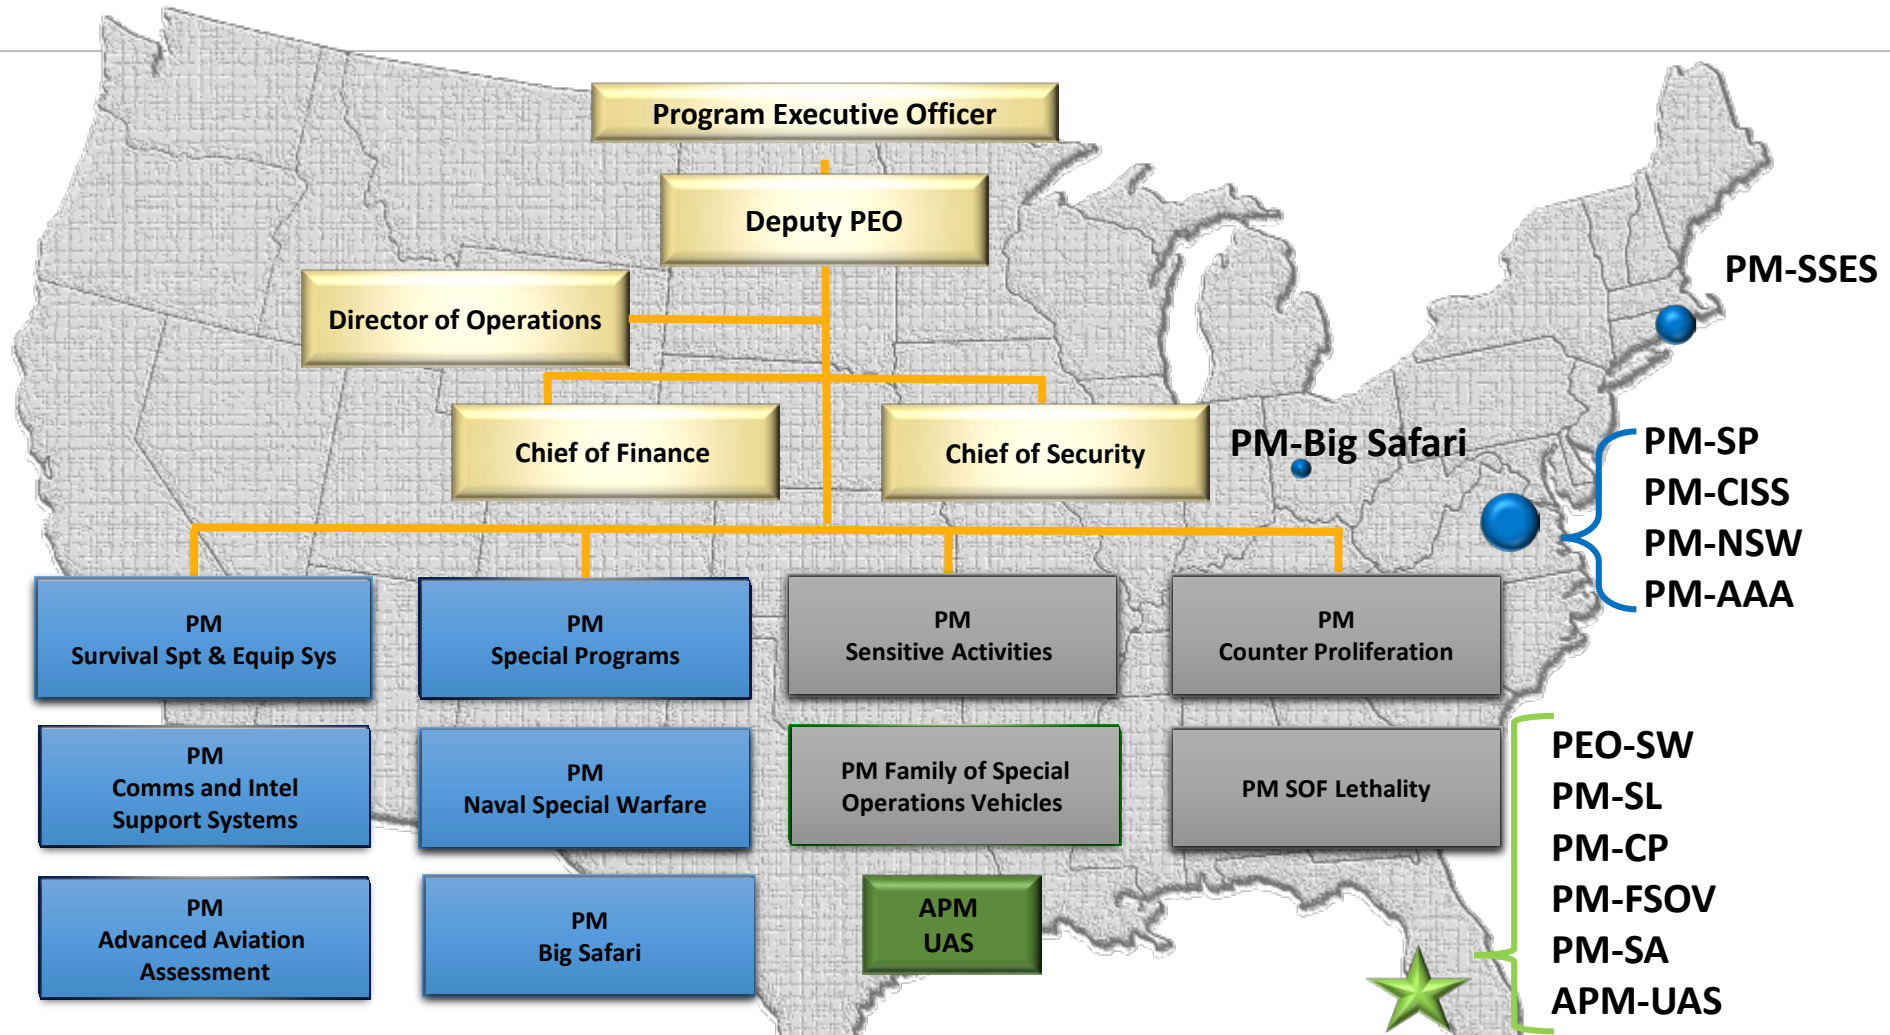 Program Executive Officer
Deputy PEO
Director of Operations
Chief of Finance
Chief of Security
PM-SSES
PM-Big Safari
PM-SP
PM-CISS
PM-NSW
PM-AAA
PM
Survival Spt & Equip Sys
PM
Special Programs
PM
Sensitive Activities
PM
Counter Proliferation
PM
Comms and Intel
Support Systems
PM
Naval Special Warfare
PM Family of Special
Operations Vehicles
PM SOF Lethality
PM
Advanced Aviation
Assessment
PM
Big Safari
APM
UAS
PEO-SW
PM-SL
PM-CP
PM-FSOV
PM-SA
APM-UAS